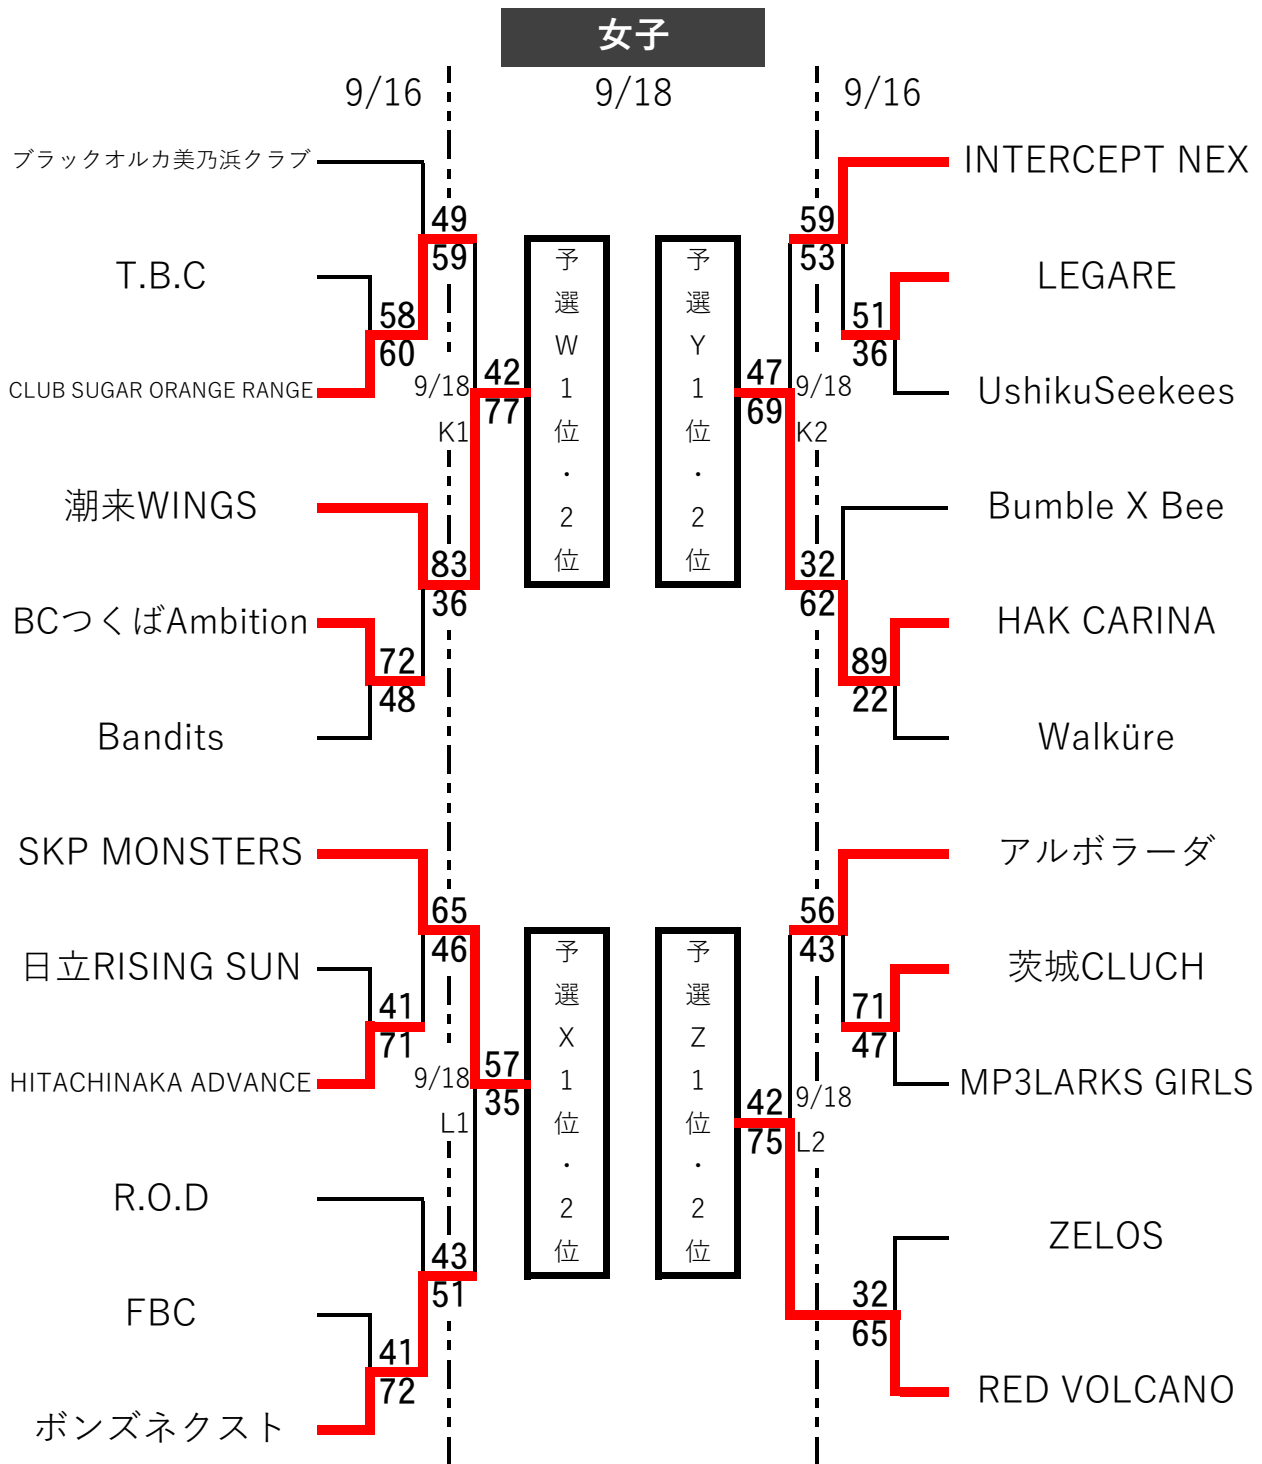 女子
9/16
9/18
9/16
ブラックオルカ美乃浜クラブ
INTERCEPT NEX
49
59
59
53
T.B.C
LEGARE
58
60
51
36
CLUB SUGAR ORANGE RANGE
UshikuSeekees
9/18
K1
42
77
予選W1位・2位
予選Y1位・2位
47
69
9/18
K2
潮来WINGS
Bumble X Bee
83
36
32
62
BCつくばAmbition
HAK CARINA
72
48
89
22
Bandits
Walküre
SKP MONSTERS
アルボラーダ
65
46
56
43
日立RISING SUN
茨城CLUCH
41
71
71
47
HITACHINAKA ADVANCE
MP3LARKS GIRLS
9/18
L1
57
35
予選X1位・2位
予選Z1位・2位
42
75
9/18
L2
R.O.D
ZELOS
43
51
32
65
FBC
41
72
RED VOLCANO
ボンズネクスト